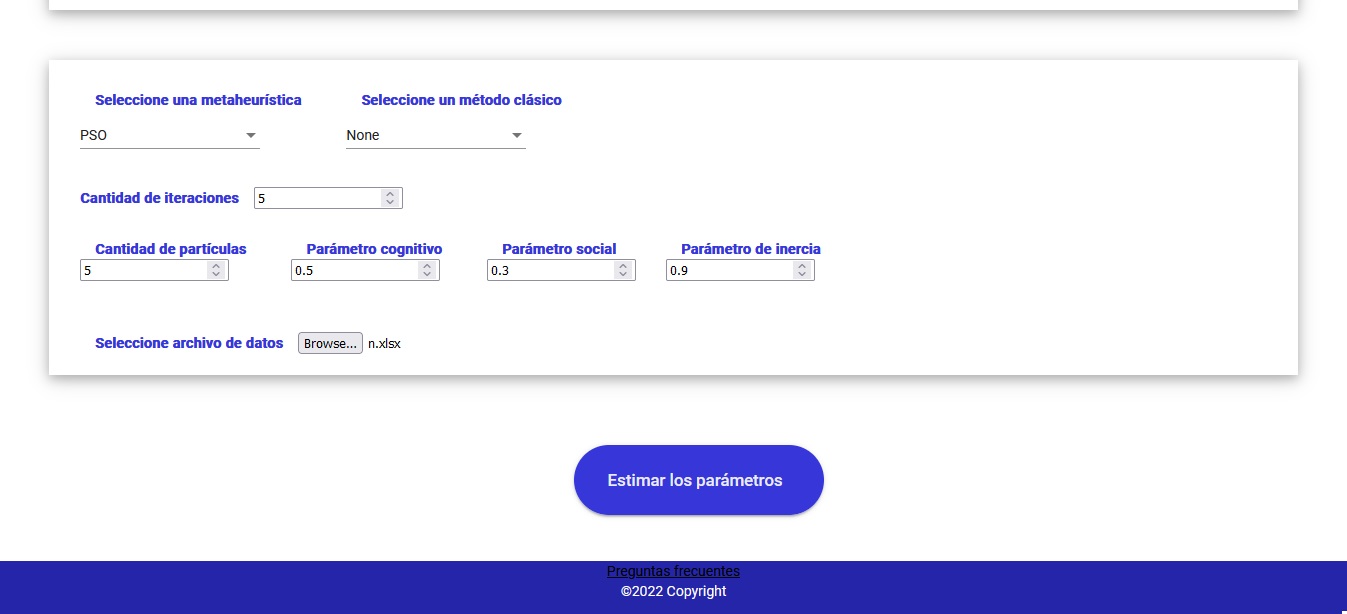 Seleccione una metaheurística Seleccione un método clásico
PSO None
Cantidad de iteraciones 5
Cantidad de partículas Parámetro cognitivo Parámetro social Parámetro de inercia
5 0.5 0.3 0.9
Seleccione archivo de datos Browse... n.xlsx
Estimar los parámetros
Preguntas frecuentes
©2022 Copyright